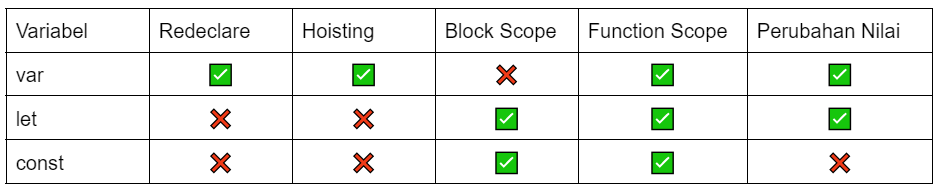 Variabel Redeclare Hoisting Block Scope Function Scope Perubahan Nilai
var ✅ ✅ ❌ ✅ ✅
let ❌ ❌ ✅ ✅ ✅
const ❌ ❌ ✅ ✅ ❌